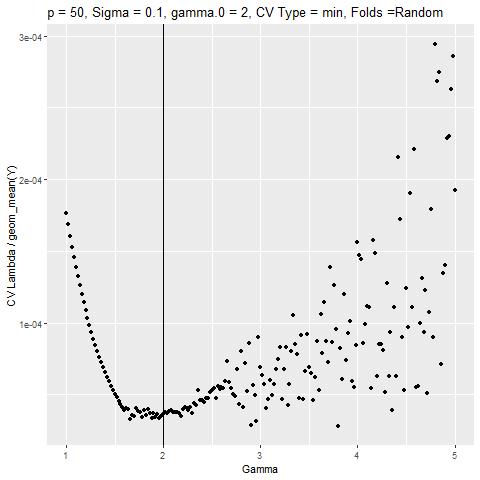 p = 50, Sigma = 0.1, gamma.0 = 2, CV Type = min, Folds =Random
3e-04
2e-04
1e-04
CV Lambda / geom_mean(Y)
1
2
3
4
5
Gamma